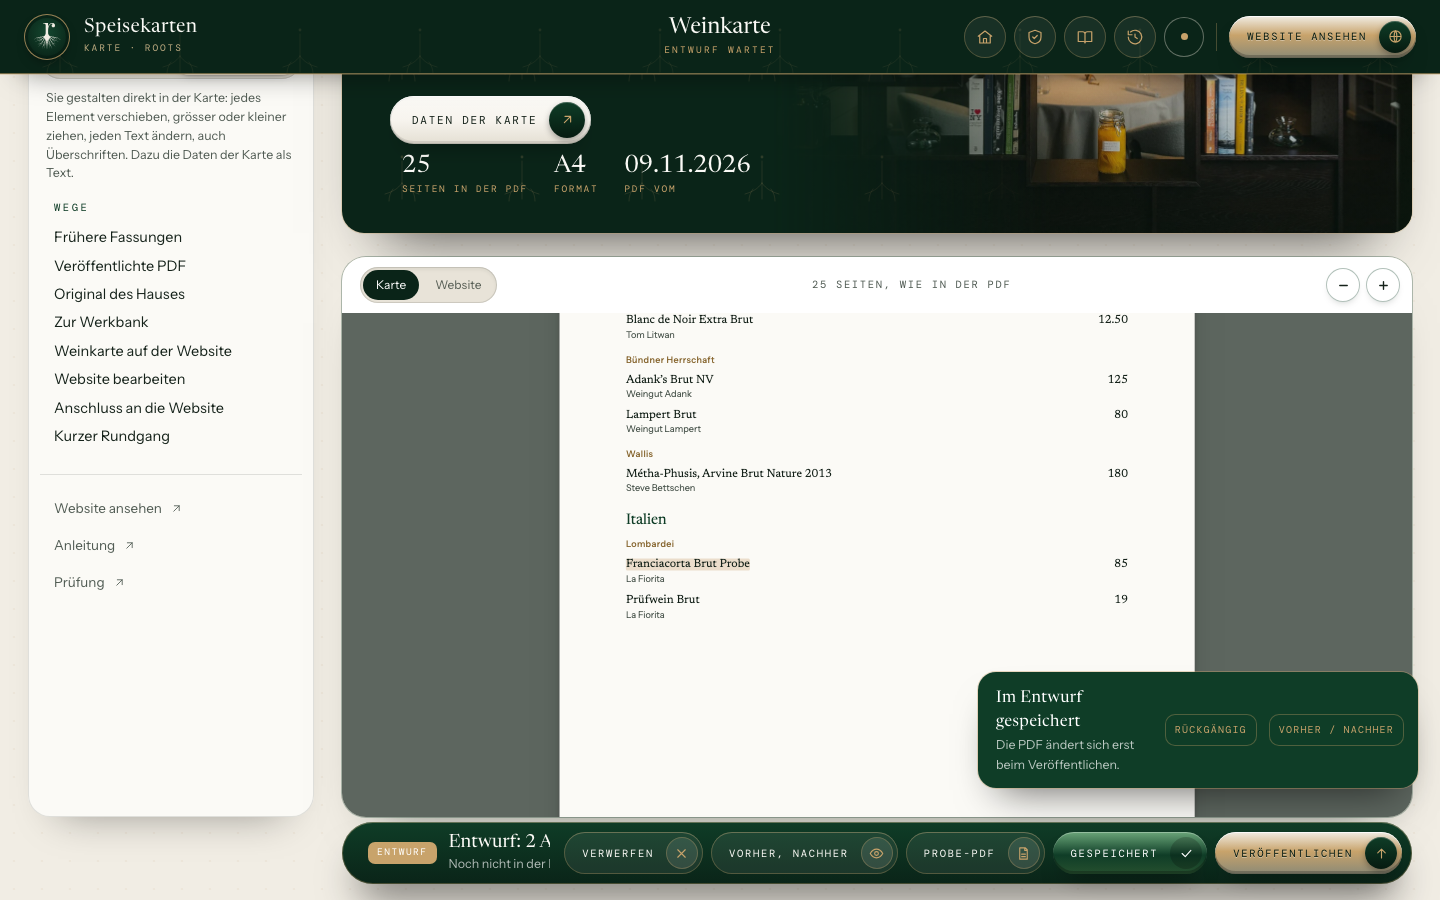 Speisekarten
KARTE · ROOTS
Weinkarte
ENTWURF WARTET
WEBSITE ANSEHEN
Sie gestalten direkt in der Karte: jedes
Element verschieben, grösser oder kleiner
ziehen, jeden Text ändern, auch
Überschriften. Dazu die Daten der Karte als
Text.
WEGE
Frühere Fassungen
Veröffentlichte PDF
Original des Hauses
Zur Werkbank
Weinkarte auf der Website
Website bearbeiten
Anschluss an die Website
Kurzer Rundgang
Website ansehen
Anleitung
Prüfung
DATEN DER KARTE
25
SEITEN IN DER PDF
A4
FORMAT
09.11.2026
PDF VOM
Karte
Website
25 SEITEN, WIE IN DER PDF
Blanc de Noir Extra Brut 12.50
Tom Litwan
Bündner Herrschaft
Adank's Brut NV 125
Weingut Adank
Lampert Brut 80
Weingut Lampert
Wallis
Métha-Phusis, Arvine Brut Nature 2013 180
Steve Bettschen
Italien
Lombardei
Franciacorta Brut Probe 85
La Fiorita
Prüfwein Brut 19
La Fiorita
Im Entwurf
gespeichert
Die PDF ändert sich erst
beim Veröffentlichen.
RÜCKGÄNGIG
VORHER / NACHHER
ENTWURF
Entwurf: 2 A
Noch nicht in der
VERWERFEN
VORHER, NACHHER
PROBE-PDF
GESPEICHERT
VERÖFFENTLICHEN